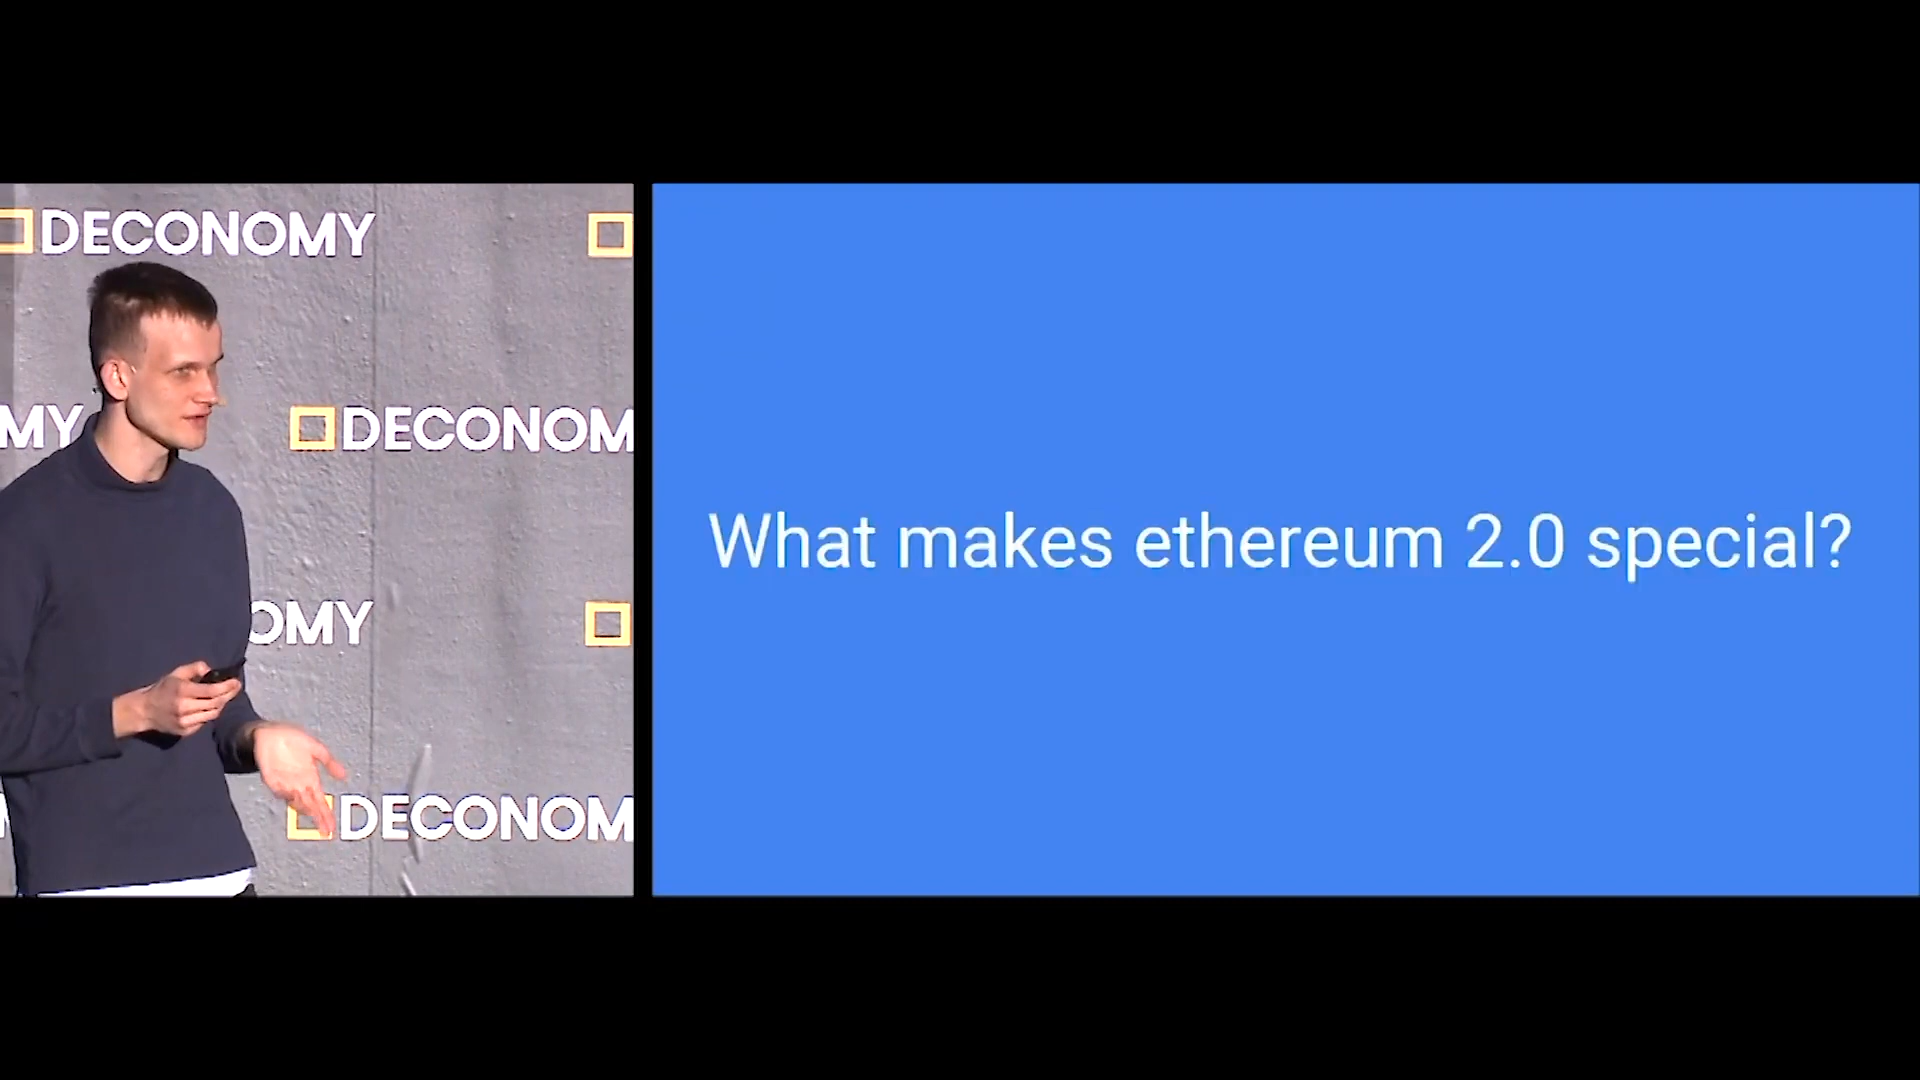 DECONOMY
MY
DECONOM
OMY
DECONOM
What makes ethereum 2.0 special?